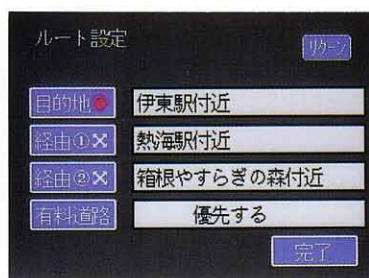 ルート設定
リターン
目的地 伊東駅付近
経由① 熱海駅付近
経由② 箱根やすらぎの森付近
有料道路 優先する
完了